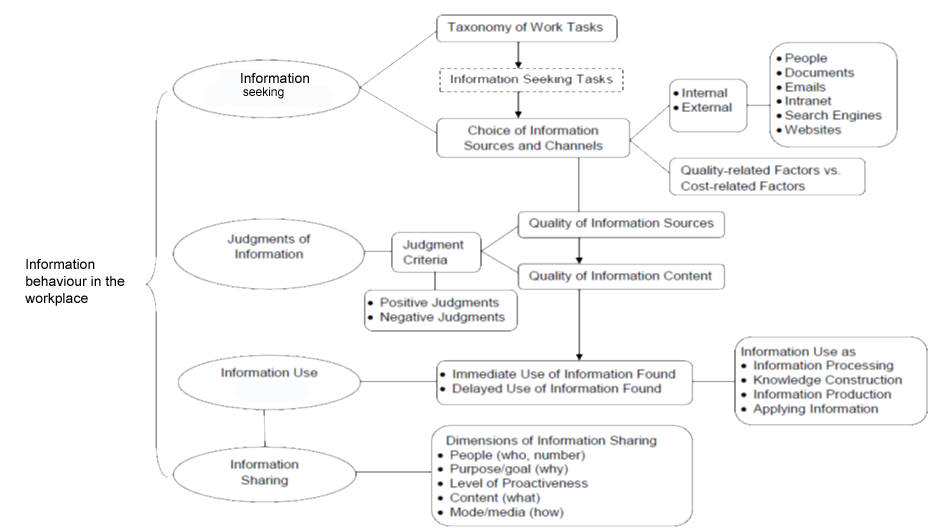 Information
behaviour in the
workplace
Information
seeking
Taxonomy of Work Tasks
Information Seeking Tasks
Choice of Information
Sources and Channels
• Internal
• External
• People
• Documents
• Emails
• Intranet
• Search Engines
• Websites
Quality-related Factors vs.
Cost-related Factors
Judgments of
Information
Judgment
Criteria
• Positive Judgments
• Negative Judgments
Quality of Information Sources
Quality of Information Content
Information Use
• Immediate Use of Information Found
• Delayed Use of Information Found
Information Use as
• Information Processing
• Knowledge Construction
• Information Production
• Applying Information
Information
Sharing
Dimensions of Information Sharing
• People (who, number)
• Purpose/goal (why)
• Level of Proactiveness
• Content (what)
• Mode/media (how)